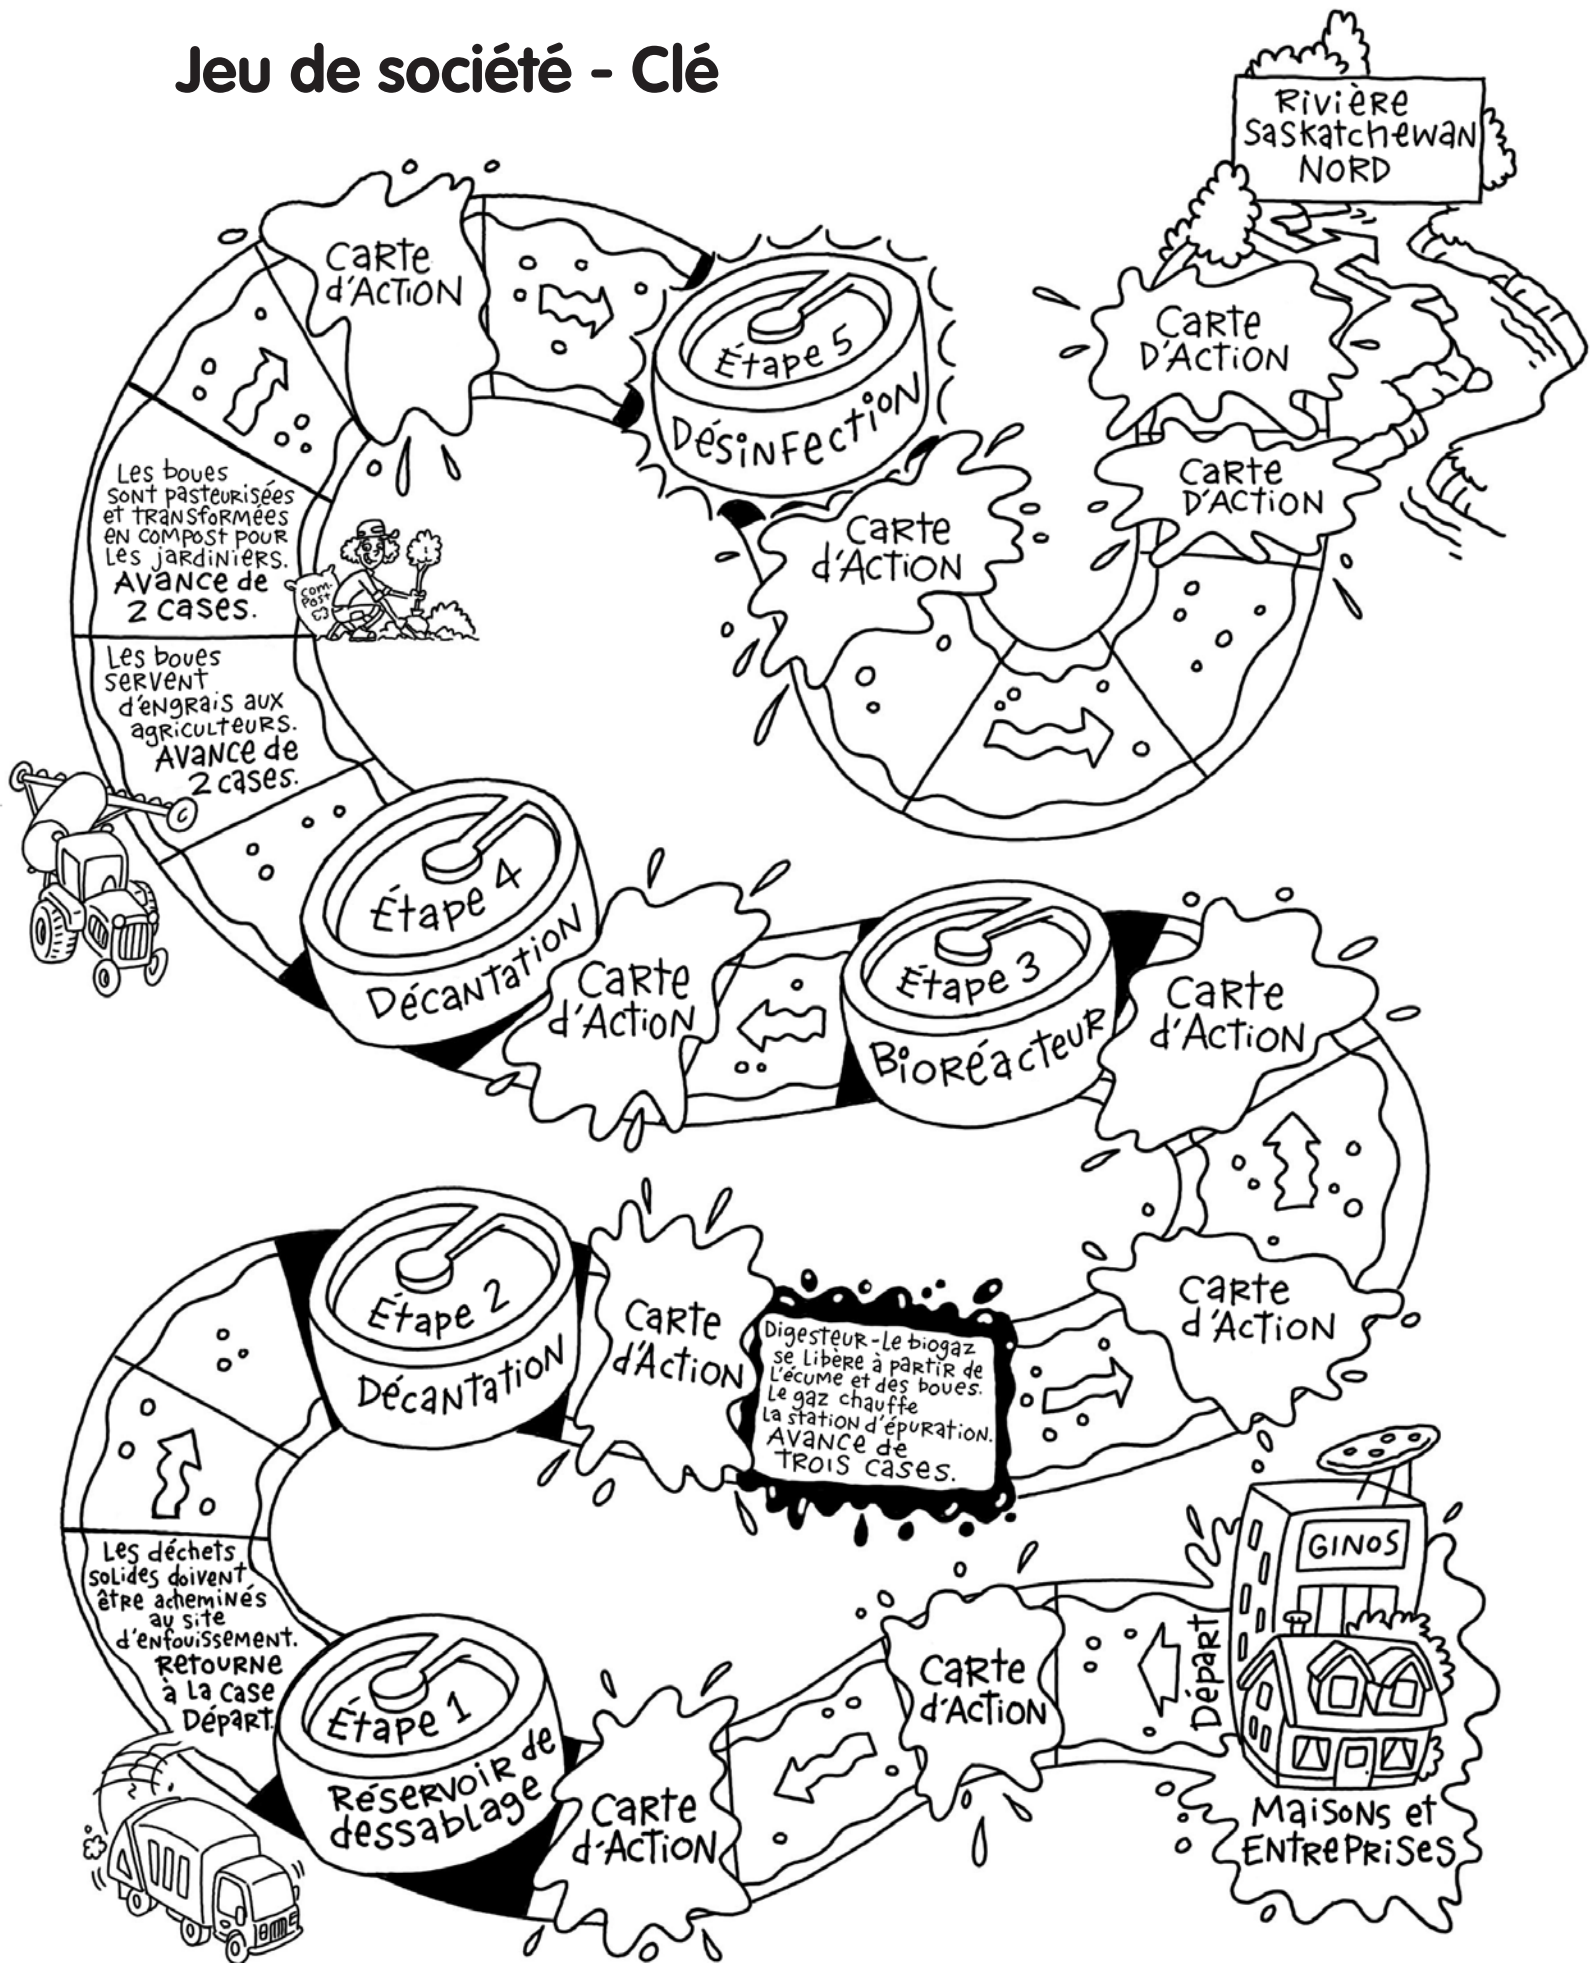 Jeu de société - Clé
Rivière
Saskatchewan
Nord
Carte
d'Action
Étape 5
Désinfection
Carte
D'Action
Carte
D'Action
Carte
d'Action
Les boues
sont pasteurisées
et transformées
en compost pour
les jardiniers.
Avance de
2 cases.
com-
post
Les boues
servent
d'engrais aux
agriculteurs.
Avance de
2 cases.
Étape 4
Décantation
Carte
d'Action
Étape 3
Bioréacteur
Carte
d'Action
Étape 2
Décantation
Carte
d'Action
Digesteur-Le biogaz
se libère à partir de
l'écume et des boues.
Le gaz chauffe
la station d'épuration.
Avance de
trois cases.
Carte
d'Action
GINOS
Les déchets
solides doivent
être acheminés
au site
d'enfouissement.
Retourne
à la case
Départ.
Étape 1
Réservoir de
dessablage
Carte
d'Action
Carte
d'Action
Départ
Maisons et
Entreprises